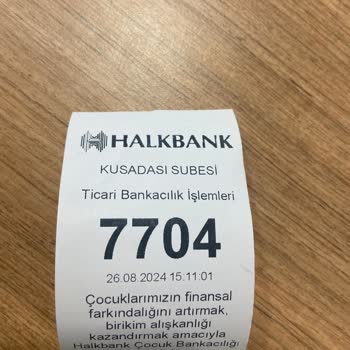 HALKBANK
KUSADASI SUBESİ
Ticari Bankacılık İşlemleri
7704
26.08.2024 15.11.01
Çocuklarımızın finansal
farkındalığını artırmak,
birikim alışkanlığı
kazandırmak amacıyla
Halkbank Çocuk Bankacılığı